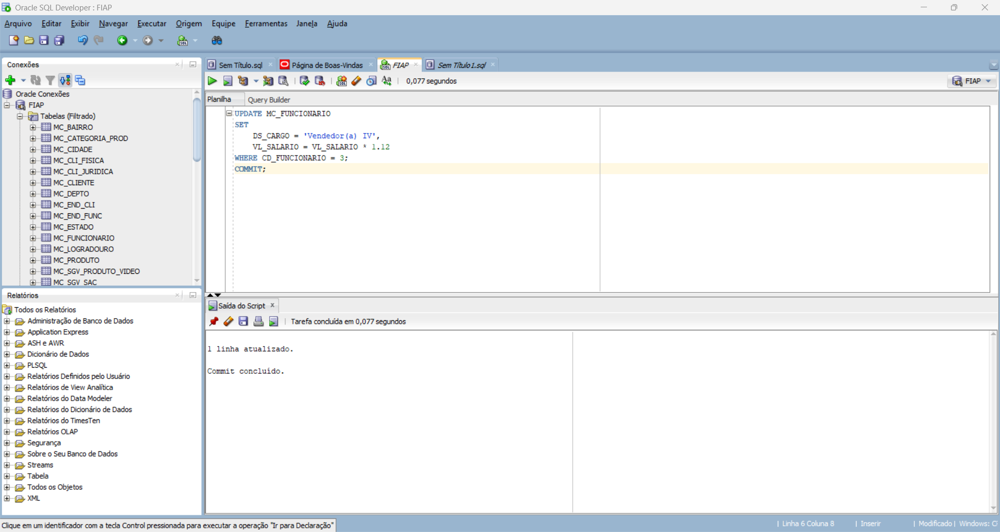 Oracle SQL Developer : FIAP
Arquivo Editar Exibir Navegar Executar Origem Equipe Ferramentas Janela Ajuda
Conexões
Oracle Conexões
FIAP
Tabelas (Filtrado)
MC_BAIRRO
MC_CATEGORIA_PROD
MC_CIDADE
MC_CLI_FISICA
MC_CLI_JURIDICA
MC_CLIENTE
MC_DEPTO
MC_END_CLI
MC_END_FUNC
MC_ESTADO
MC_FUNCIONARIO
MC_LOGRADOURO
MC_PRODUTO
MC_SGV_PRODUTO_VIDEO
MC_SGV_SAC
Relatórios
Todos os Relatórios
Administração de Banco de Dados
Application Express
ASH e AWR
Dicionário de Dados
PLSQL
Relatórios Definidos pelo Usuário
Relatórios de View Analítica
Relatórios do Data Modeler
Relatórios do Dicionário de Dados
Relatórios do TimesTen
Relatórios OLAP
Segurança
Sobre o Seu Banco de Dados
Streams
Tabela
Todos os Objetos
XML
Sem Título.sql Página de Boas-Vindas FIAP Sem Título1.sql
0,077 segundos
FIAP
Planilha Query Builder
UPDATE MC_FUNCIONARIO
SET
DS_CARGO = 'Vendedor(a) IV',
VL_SALARIO = VL_SALARIO * 1.12
WHERE CD_FUNCIONARIO = 3;
COMMIT;
Saída do Script
Tarefa concluída em 0,077 segundos
1 linha atualizado.
Commit concluído.
Clique em um identificador com a tecla Control pressionada para executar a operação "Ir para Declaração"
| Linha 6 Coluna 8 | Inserir | Modificado | Windows: C